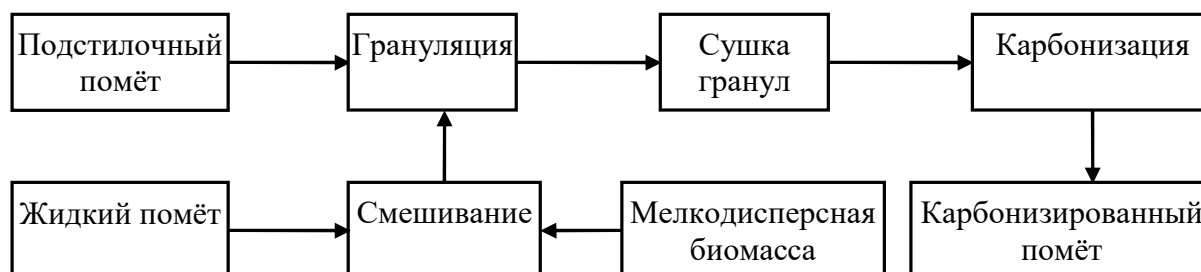 Подстилочный
помёт
Грануляция
Сушка
гранул
Карбонизация
Жидкий помёт
Смешивание
Мелкодисперсная
биомасса
Карбонизированный
помёт